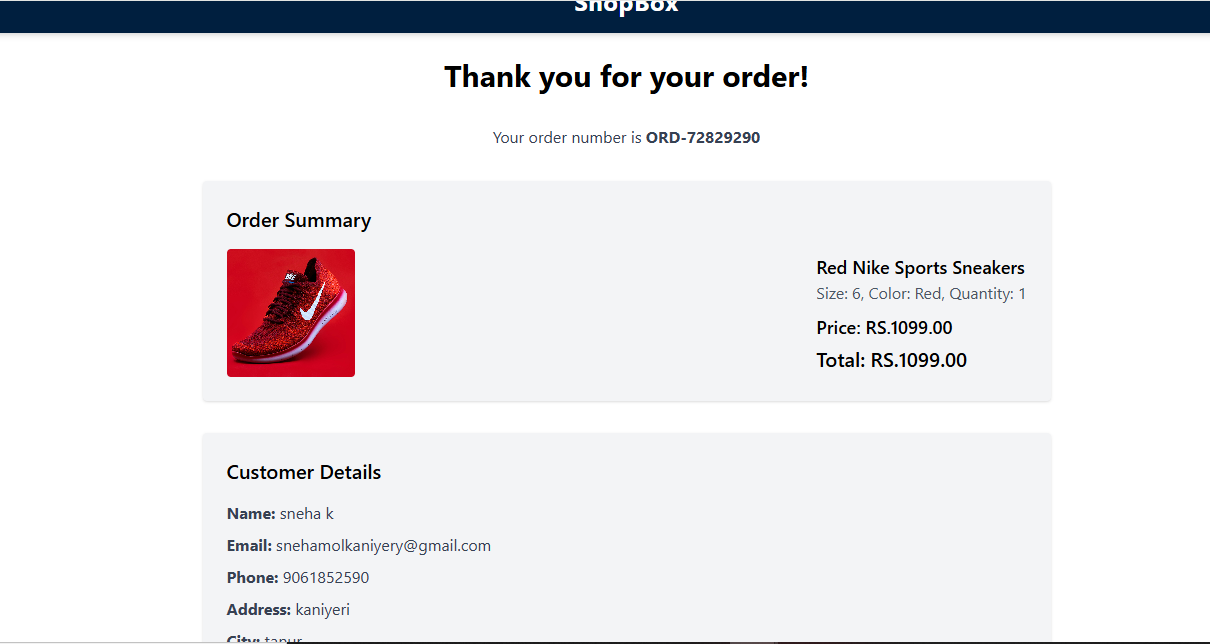 ShopBox
Thank you for your order!
Your order number is ORD-72829290
Order Summary
Red Nike Sports Sneakers
Size: 6, Color: Red, Quantity: 1
Price: RS.1099.00
Total: RS.1099.00
Customer Details
Name: sneha k
Email: snehamolkaniyery@gmail.com
Phone: 9061852590
Address: kaniyeri
City: tanur